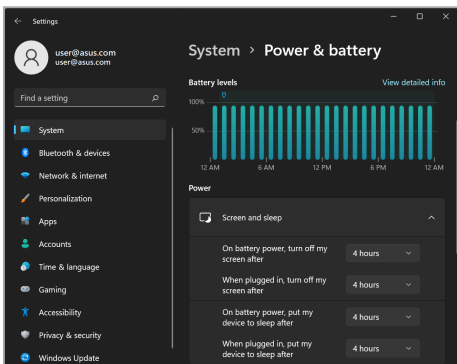 Settings
user@asus.com
user@asus.com
Find a setting
System
Bluetooth & devices
Network & internet
Personalization
Apps
Accounts
Time & language
Gaming
Accessibility
Privacy & security
Windows Update
System > Power & battery
Battery levels View detailed info
100%
50%
12 AM 6 AM 12 PM 6 PM 12 AM
Power
Screen and sleep
On battery power, turn off my
screen after
4 hours
When plugged in, turn off my
screen after
4 hours
On battery power, put my
device to sleep after
4 hours
When plugged in, put my
device to sleep after
4 hours